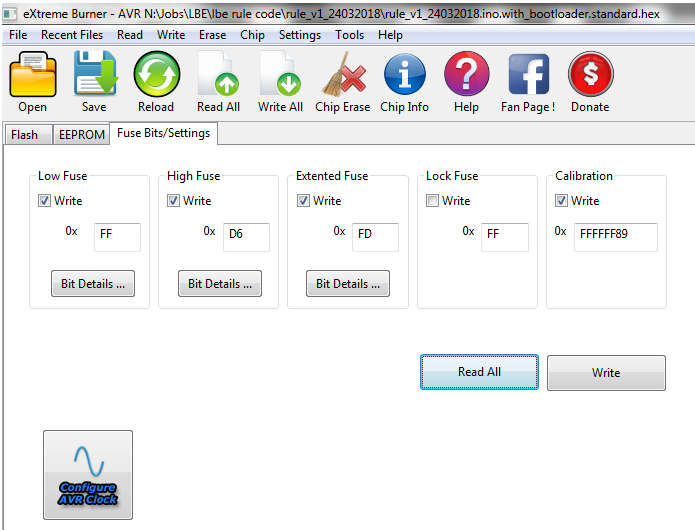 eXtreme Burner - AVR N:\Jobs\LBE\lbe rule code\rule_v1_24032018\rule_v1_24032018.ino.with_bootloader.standard.hex
File Recent Files Read Write Erase Chip Settings Tools Help
Open Save Reload Read All Write All Chip Erase Chip Info Help Fan Page ! Donate
Flash EEPROM Fuse Bits/Settings
Low Fuse High Fuse Extented Fuse Lock Fuse Calibration
Write Write Write Write Write
0x FF 0x D6 0x FD 0x FF 0x FFFFFF89
Bit Details ... Bit Details ... Bit Details ...
Read All Write
Configure
AVR Clock